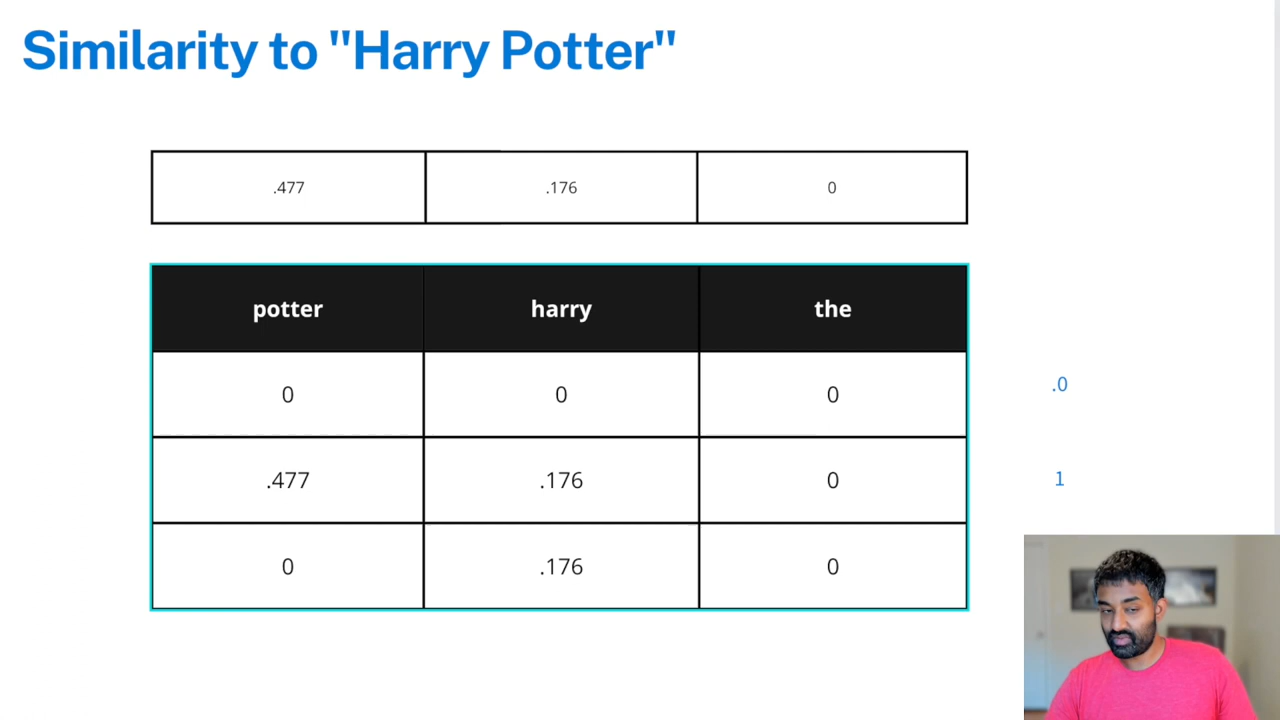 Similarity to "Harry Potter"
.477 .176 0
potter harry the
0 0 0 .0
.477 .176 0 1
0 .176 0